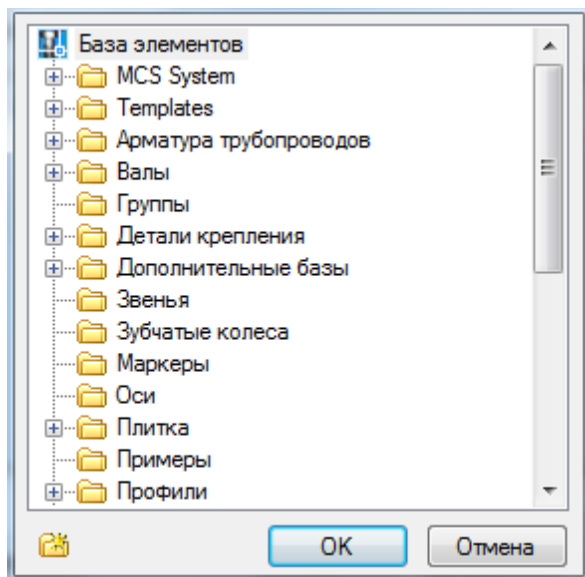 База элементов
MCS System
Templates
Арматура трубопроводов
Валы
Группы
Детали крепления
Дополнительные базы
Звенья
Зубчатые колеса
Маркеры
Оси
Плитка
Примеры
Профили
OK Отмена